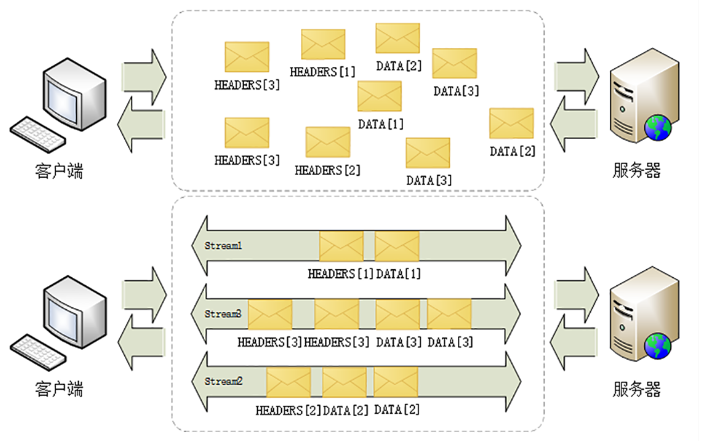 HEADERS[3]
HEADERS[1]
DATA[2]
DATA[3]
DATA[1]
HEADERS[3]
HEADERS[2]
DATA[3]
DATA[2]
客户端
服务器
Stream1
HEADERS[1] DATA[1]
Stream3
HEADERS[3] HEADERS[3] DATA[3] DATA[3]
Stream2
HEADERS[2] DATA[2] DATA[2]
客户端
服务器